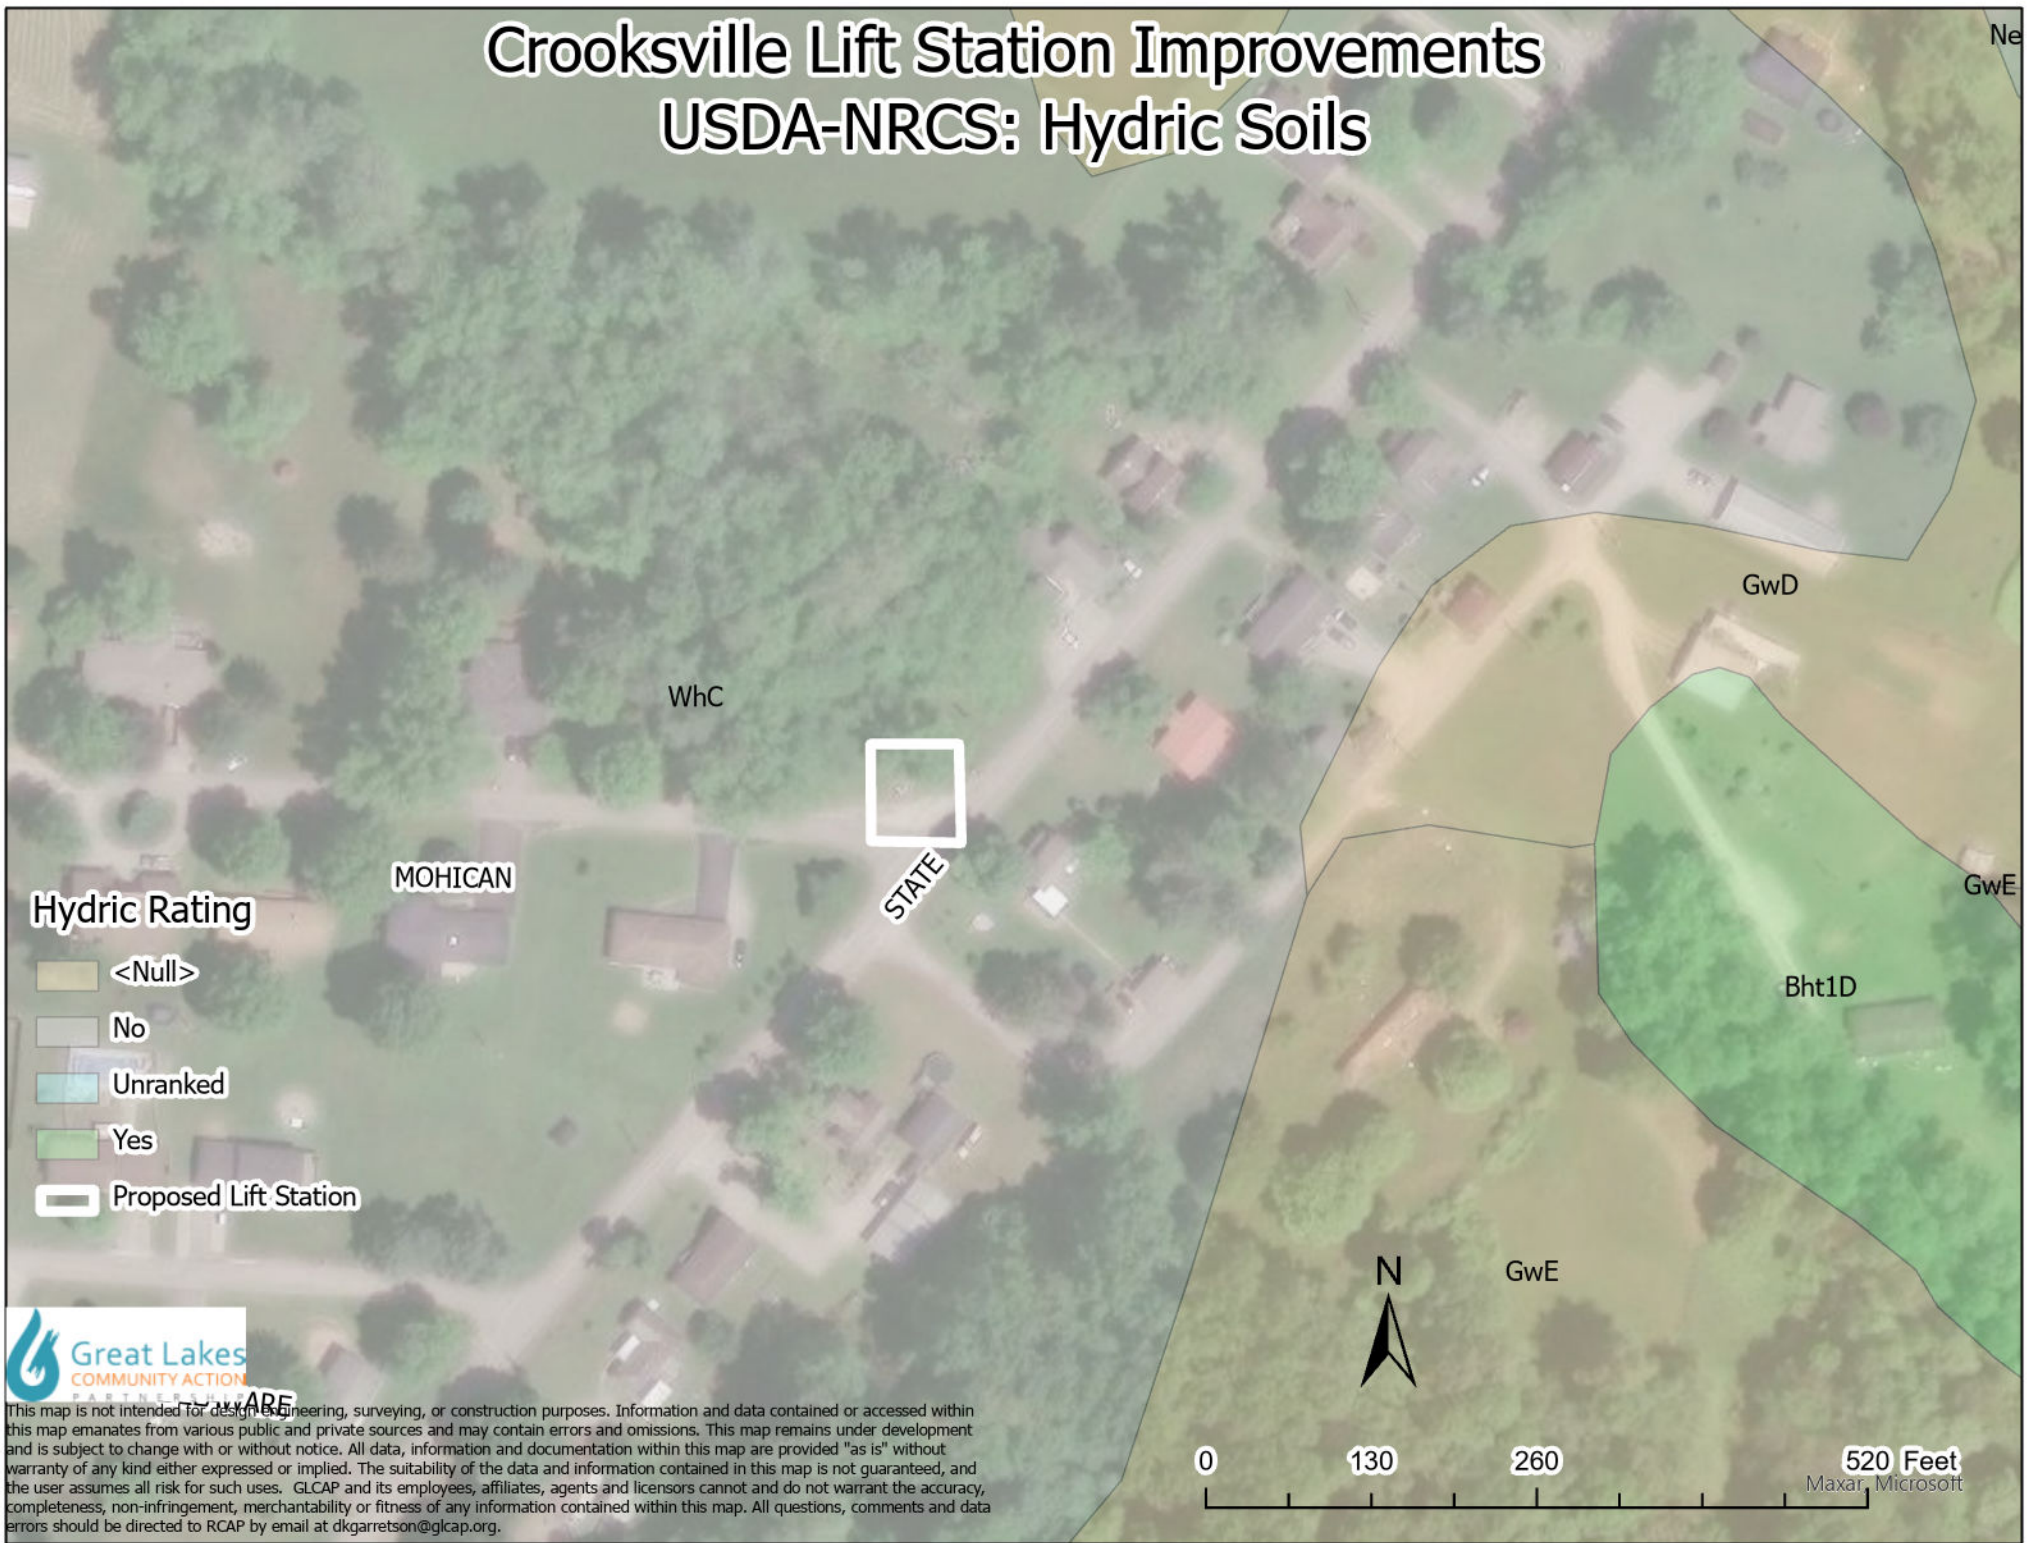 Crooksville Lift Station Improvements
USDA-NRCS: Hydric Soils
Ne
GwD
WhC
STATE
MOHICAN
GwE
Bht1D
Hydric Rating
<Null>
No
Unranked
Yes
Proposed Lift Station
GwE
N
Great Lakes
COMMUNITY ACTION
PARTNERSHIP
This map is not intended for design engineering, surveying, or construction purposes. Information and data contained or accessed within
this map emanates from various public and private sources and may contain errors and omissions. This map remains under development
and is subject to change with or without notice. All data, information and documentation within this map are provided "as is" without
warranty of any kind either expressed or implied. The suitability of the data and information contained in this map is not guaranteed, and
the user assumes all risk for such uses. GLCAP and its employees, affiliates, agents and licensors cannot and do not warrant the accuracy,
completeness, non-infringement, merchantability or fitness of any information contained within this map. All questions, comments and data
errors should be directed to RCAP by email at dkgarretson@glcap.org.
0 130 260 520 Feet
Maxar, Microsoft